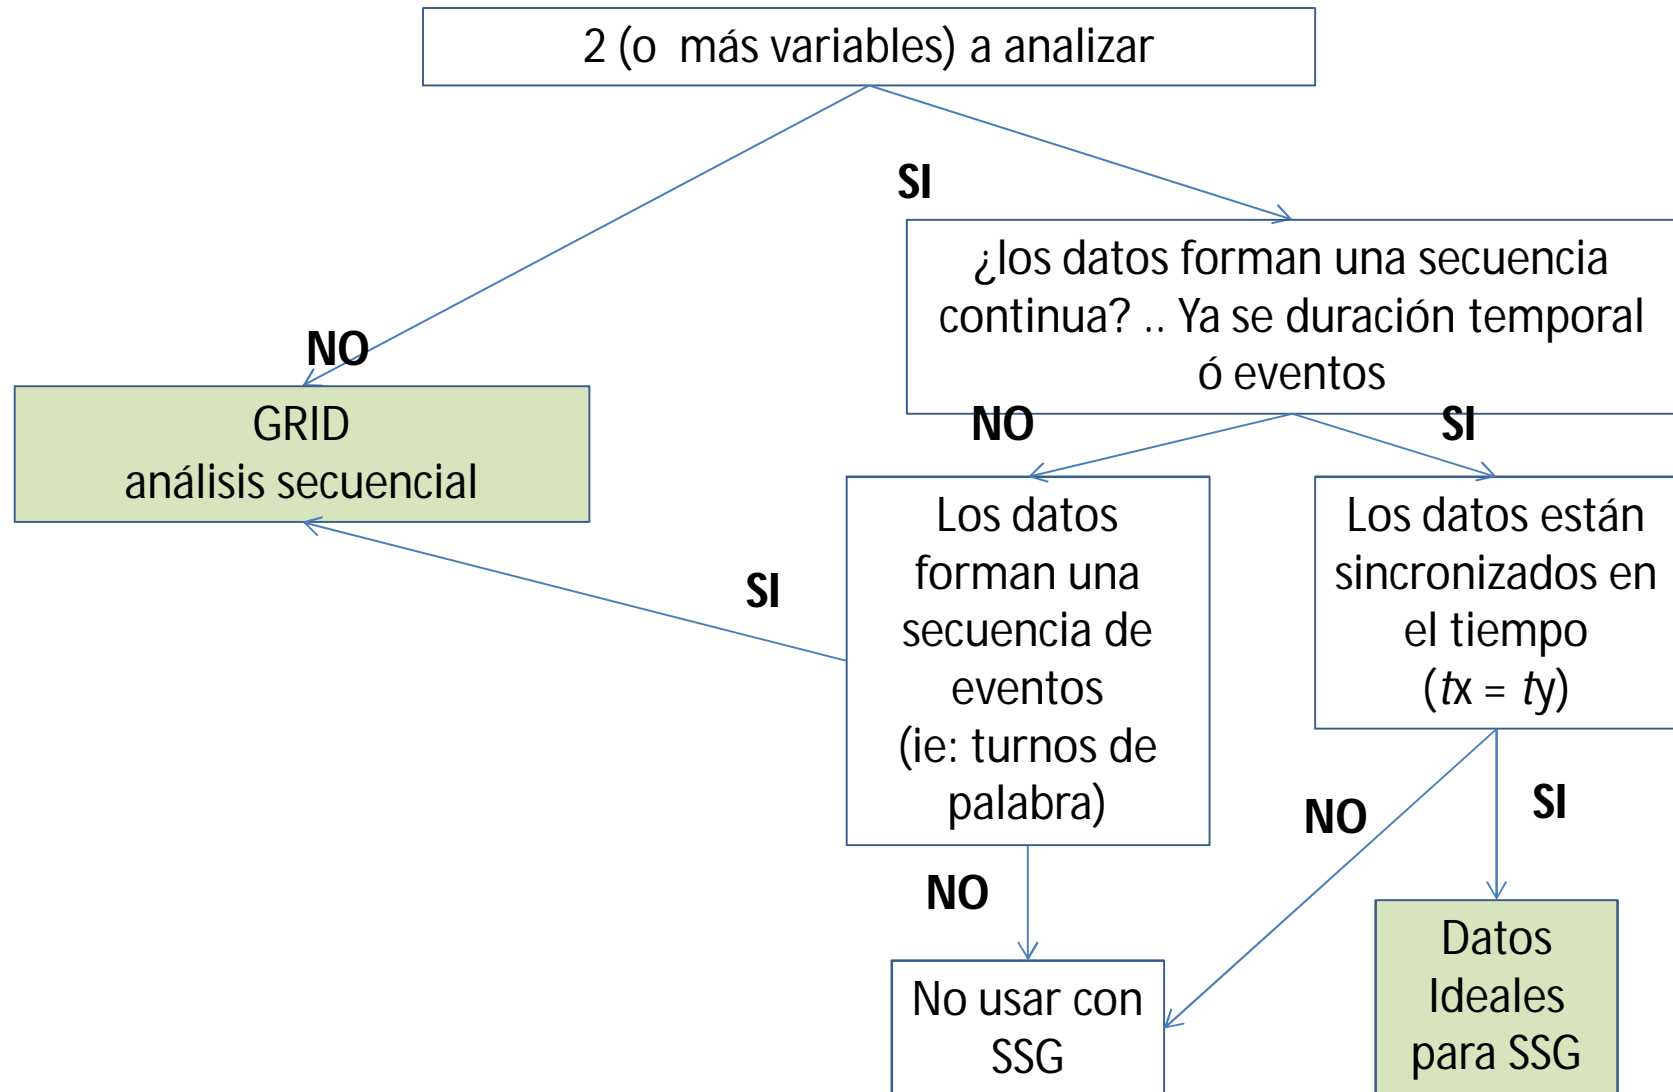 2 (o más variables) a analizar
SI
¿los datos forman una secuencia
continua? .. Ya se duración temporal
ó eventos
NO
GRID
análisis secuencial
NO
SI
Los datos
forman una
secuencia de
eventos
(ie: turnos de
palabra)
Los datos están
sincronizados en
el tiempo
(tx = ty)
SI
NO
SI
NO
No usar con
SSG
Datos
Ideales
para SSG